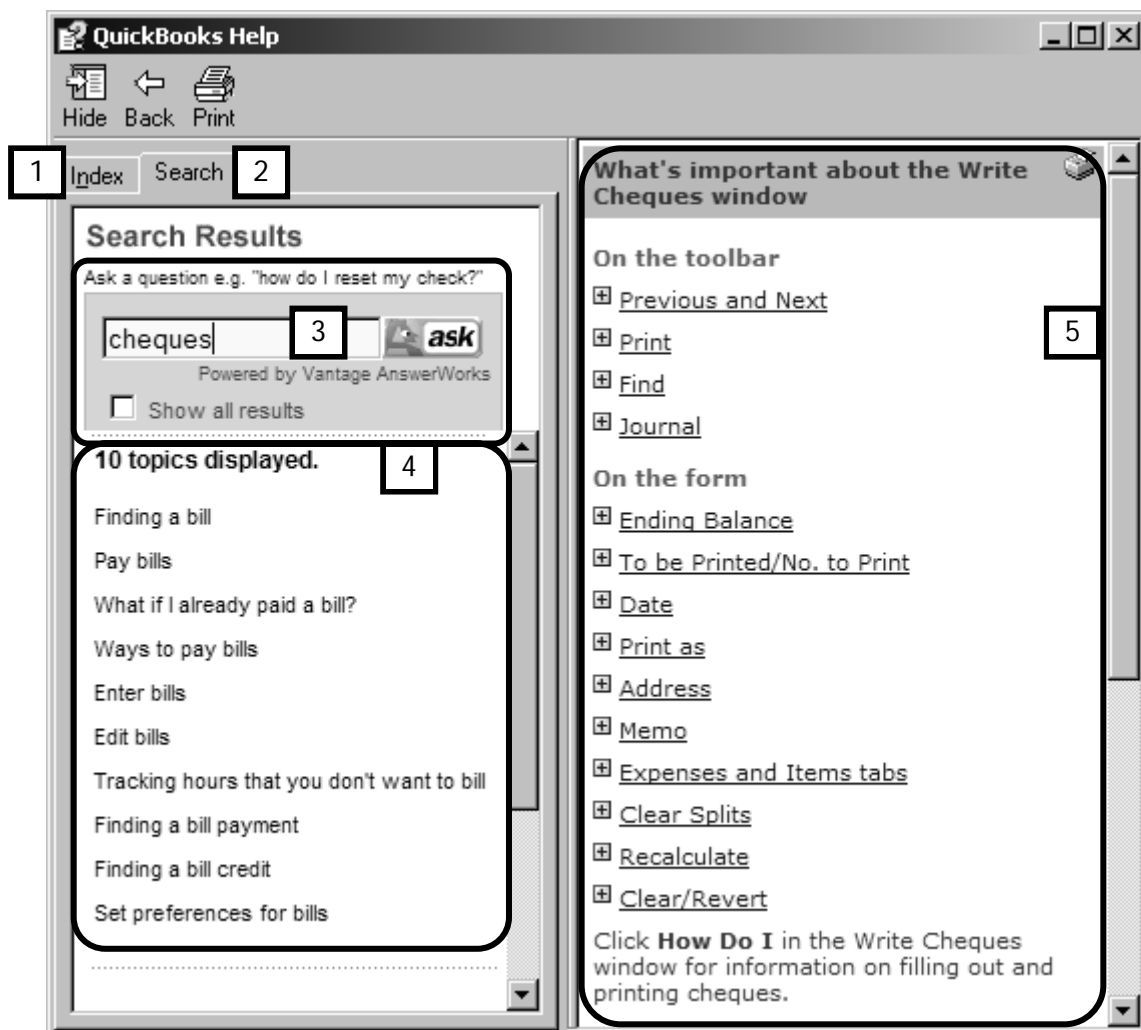 QuickBooks Help
Hide Back Print
1 Index Search 2
Search Results
Ask a question e.g. "how do I reset my check?"
cheques 3 ask
Powered by Vantage AnswerWorks
Show all results
10 topics displayed. 4
Finding a bill
Pay bills
What if I already paid a bill?
Ways to pay bills
Enter bills
Edit bills
Tracking hours that you don't want to bill
Finding a bill payment
Finding a bill credit
Set preferences for bills
What's important about the Write
Cheques window
On the toolbar
Previous and Next
Print
5
Find
Journal
On the form
Ending Balance
To be Printed/No. to Print
Date
Print as
Address
Memo
Expenses and Items tabs
Clear Splits
Recalculate
Clear/Revert
Click How Do I in the Write Cheques
window for information on filling out and
printing cheques.